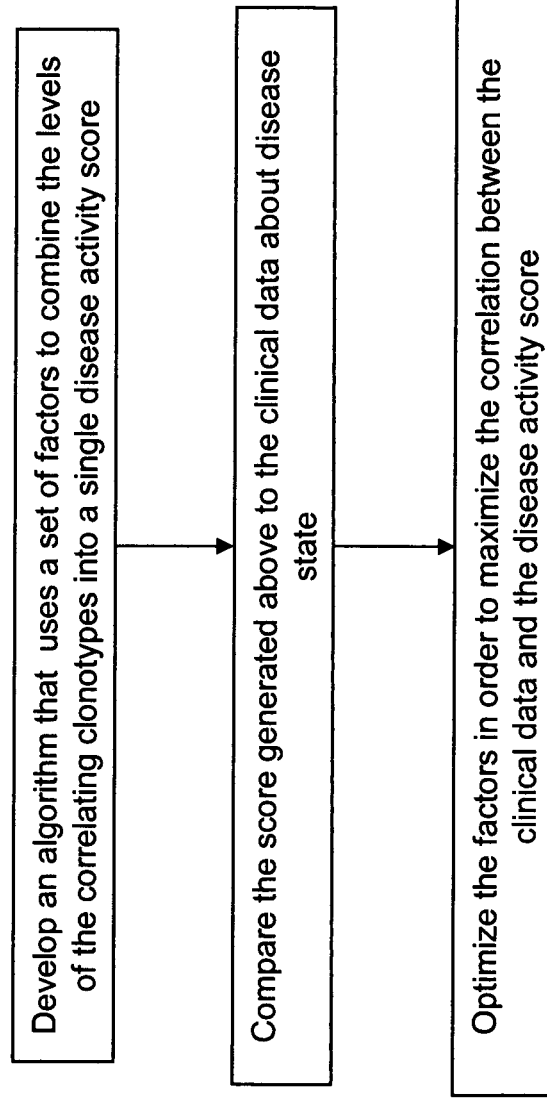 Develop an algorithm that uses a set of factors to combine the levels
of the correlating clonotypes into a single disease activity score
Compare the score generated above to the clinical data about disease
state
Optimize the factors in order to maximize the correlation between the
clinical data and the disease activity score